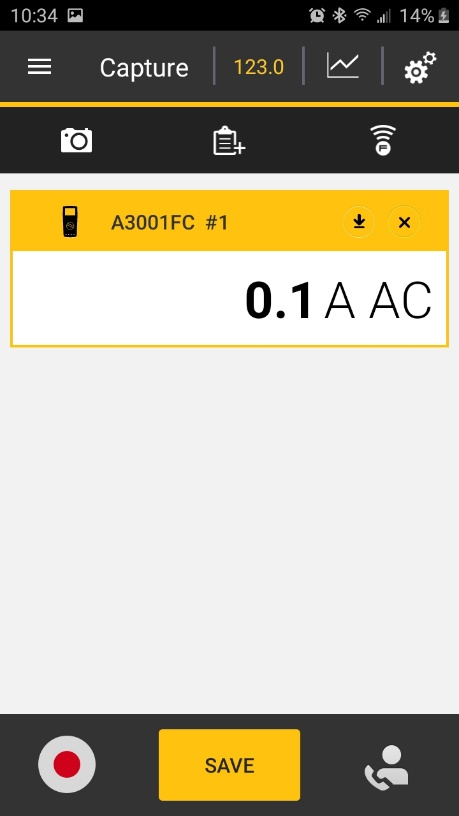 10:34 14%
Capture 123.0
F
A3001FC #1
0.1 A AC
SAVE